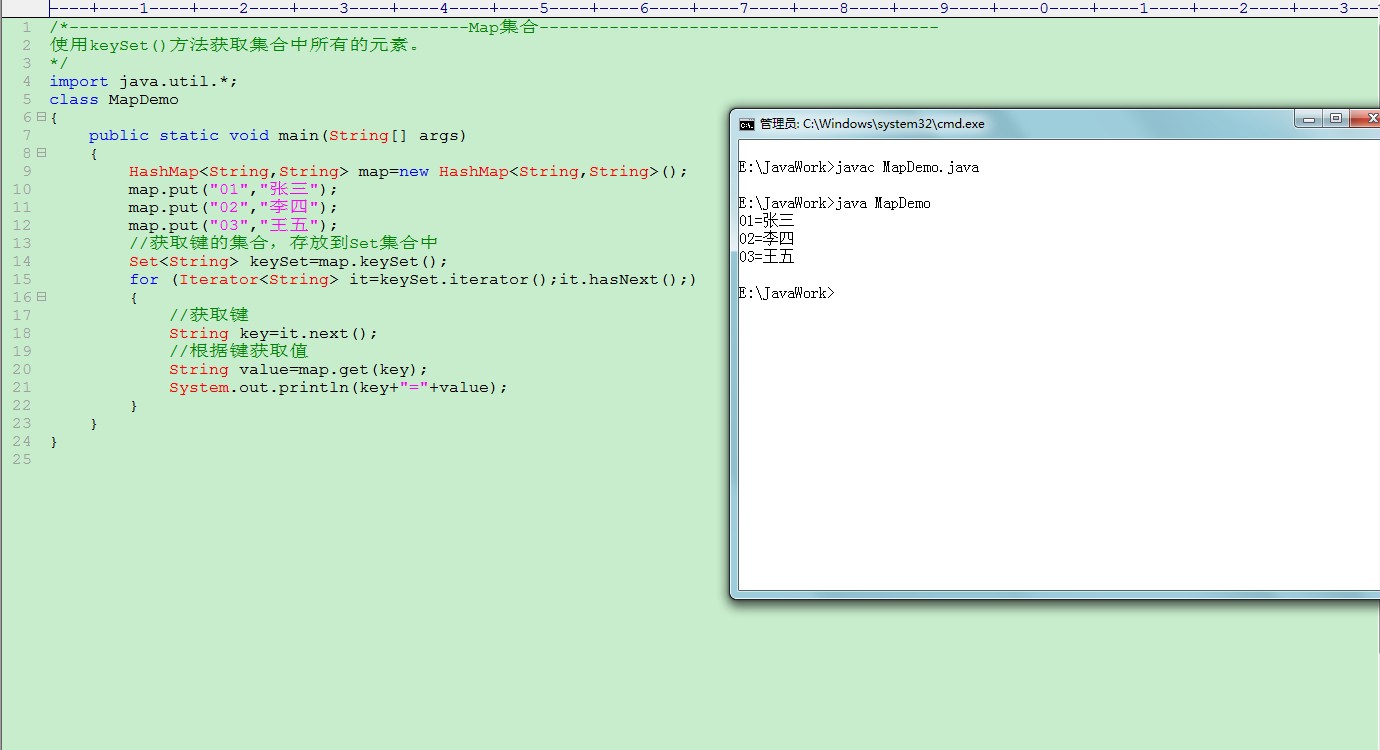 ----+----1----+----2----+----3----+----4----+----5----+----6----+----7----+----8----+----9----+----0----+----1----+----2----+----3--
1 /*----------------------------------------Map集合----------------------------------------
2 使用keySet()方法获取集合中所有的元素。
3 */
4 import java.util.*;
5 class MapDemo
6 {
7     public static void main(String[] args)
8     {
9         HashMap<String,String> map=new HashMap<String,String>();
10         map.put("01","张三");
11         map.put("02","李四");
12         map.put("03","王五");
13         //获取键的集合，存放到Set集合中
14         Set<String> keySet=map.keySet();
15         for (Iterator<String> it=keySet.iterator();it.hasNext();)
16         {
17             //获取键
18             String key=it.next();
19             //根据键获取值
20             String value=map.get(key);
21             System.out.println(key+"="+value);
22         }
23     }
24 }
25
管理员: C:\Windows\system32\cmd.exe
E:\JavaWork>javac MapDemo.java
E:\JavaWork>java MapDemo
01=张三
02=李四
03=王五
E:\JavaWork>